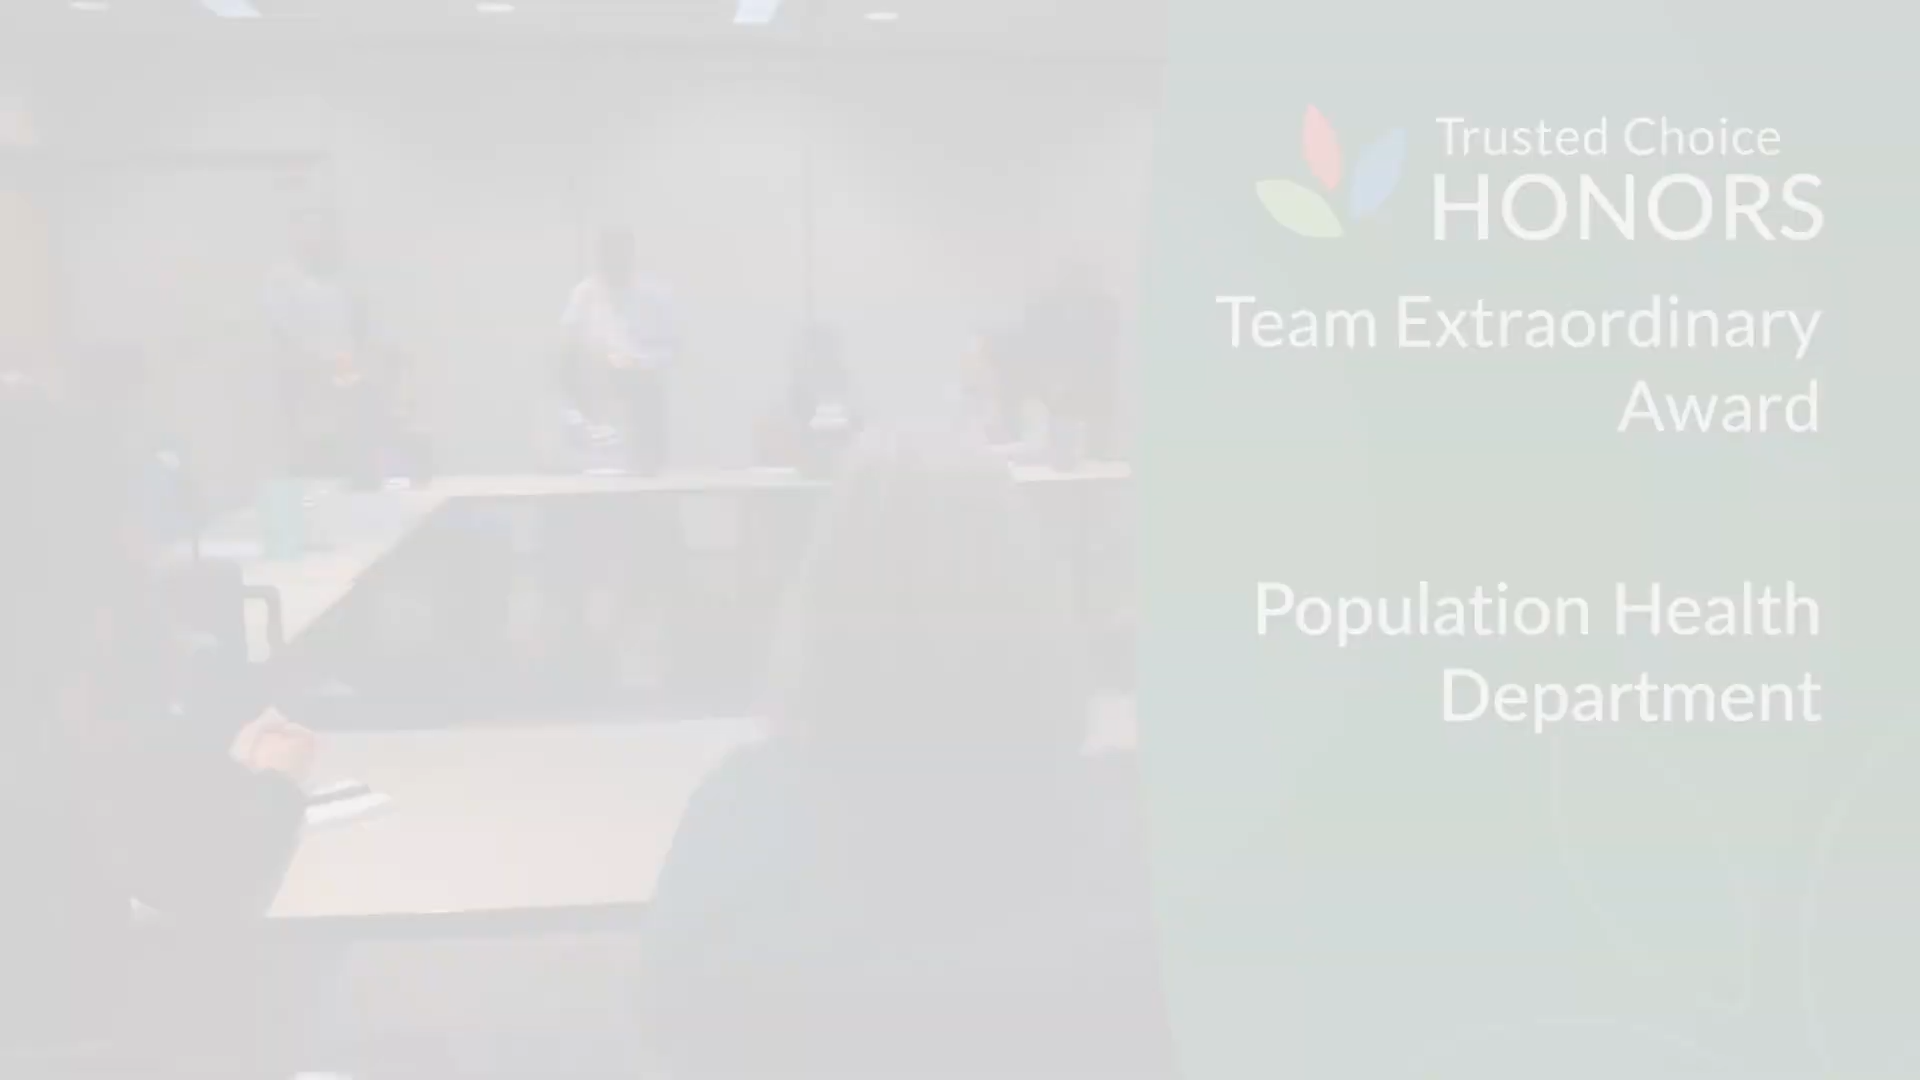 Trusted Choice
HONORS
Team Extraordinary
Award
Population Health
Department